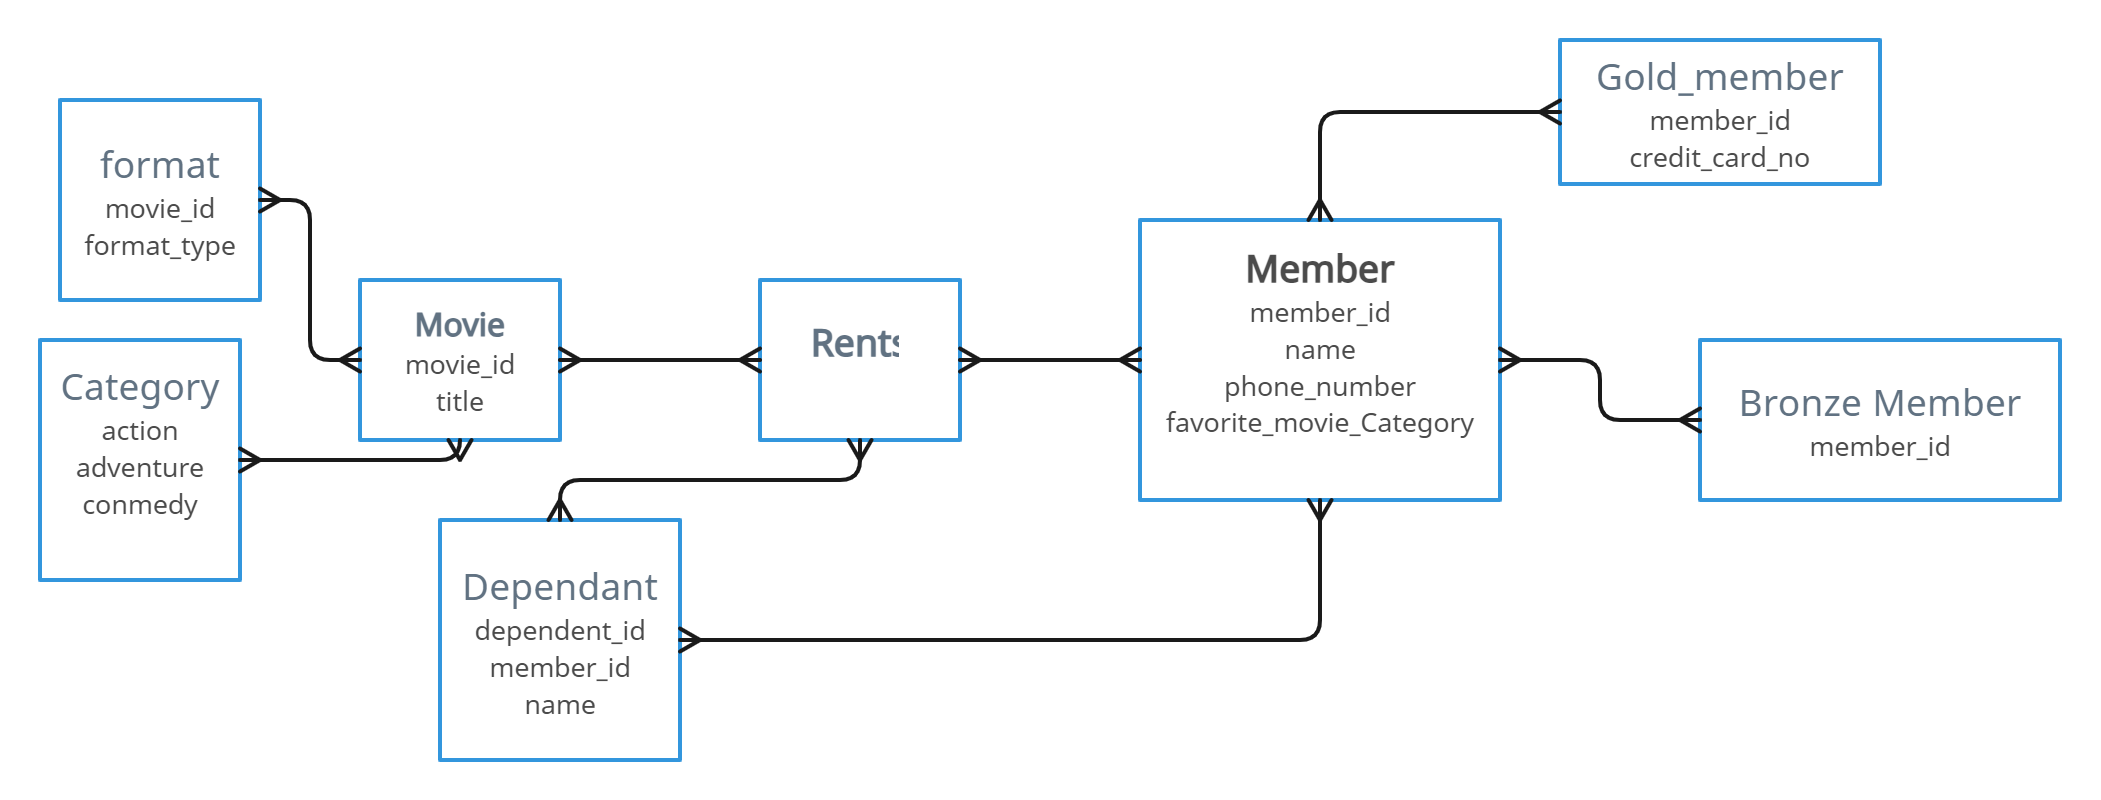 format
movie_id
format_type
Category
action
adventure
conmedy
Movie
movie_id
title
Rents
Dependant
dependent_id
member_id
name
Member
member_id
name
phone_number
favorite_movie_Category
Gold_member
member_id
credit_card_no
Bronze Member
member_id